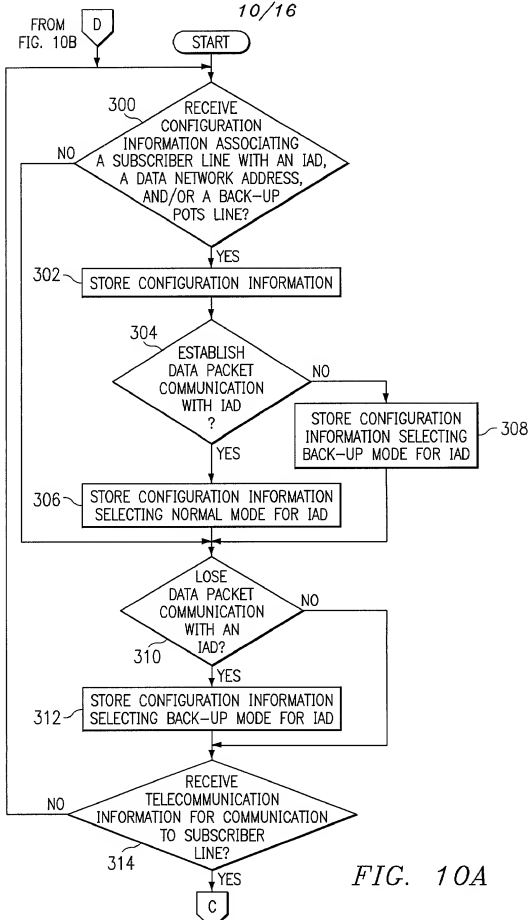 10/16
FROM
FIG. 10B
D
START
300
RECEIVE
CONFIGURATION
INFORMATION ASSOCIATING
A SUBSCRIBER LINE WITH AN IAD,
A DATA NETWORK ADDRESS,
AND/OR A BACK-UP
POTS LINE?
NO
YES
302
STORE CONFIGURATION INFORMATION
304
ESTABLISH
DATA PACKET
COMMUNICATION
WITH IAD
?
NO
YES
STORE CONFIGURATION
INFORMATION SELECTING
BACK-UP MODE FOR IAD
308
306
STORE CONFIGURATION INFORMATION
SELECTING NORMAL MODE FOR IAD
LOSE
DATA PACKET
COMMUNICATION
WITH AN
IAD?
NO
310
YES
312
STORE CONFIGURATION INFORMATION
SELECTING BACK-UP MODE FOR IAD
RECEIVE
TELECOMMUNICATION
INFORMATION FOR COMMUNICATION
TO SUBSCRIBER
LINE?
NO
314
YES
C
FIG. 10A